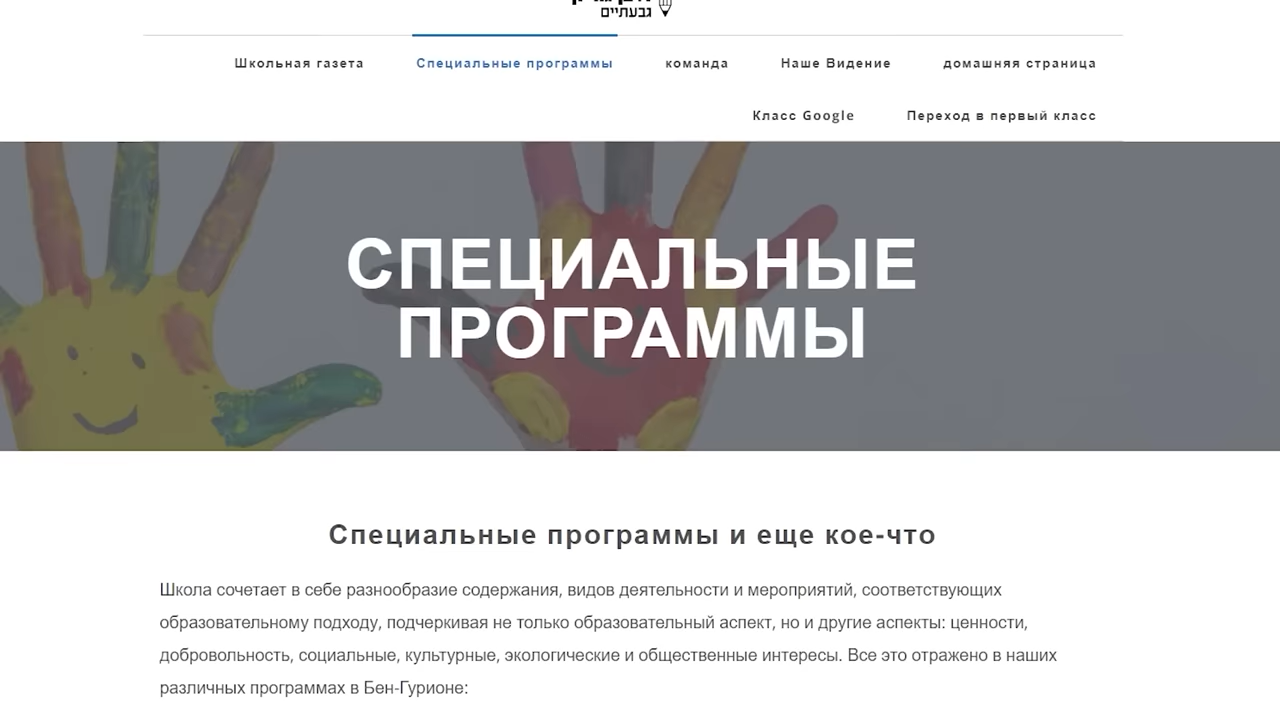 גבעתיים
Школьная газета Специальные программы команда Наше Видение домашняя страница
Класс Google Переход в первый класс
СПЕЦИАЛЬНЫЕ
ПРОГРАММЫ
Специальные программы и еще кое-что
Школа сочетает в себе разнообразие содержания, видов деятельности и мероприятий, соответствующих
образовательному подходу, подчеркивая не только образовательный аспект, но и другие аспекты: ценности,
добровольность, социальные, культурные, экологические и общественные интересы. Все это отражено в наших
различных программах в Бен-Гурионе: